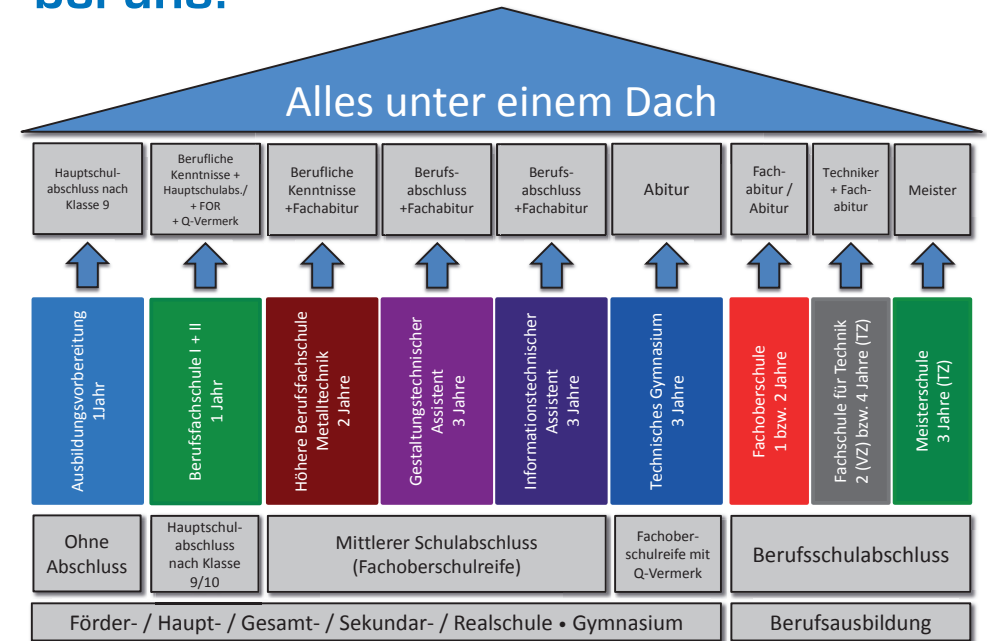 bei uns.
Alles unter einem Dach
Hauptschul-
abschluss nach
Klasse 9
Berufliche
Kenntnisse +
Hauptschulabs./
+ FOR
+ Q-Vermerk
Berufliche
Kenntnisse
+Fachabitur
Berufs-
abschluss
+Fachabitur
Berufs-
abschluss
+Fachabitur
Abitur
Fach-
abitur /
Abitur
Techniker
+ Fach-
abitur
Meister
Ausbildungsvorbereitung
1Jahr
Berufsfachschule I + II
1 Jahr
Höhere Berufsfachschule
Metalltechnik
2 Jahre
Gestaltungstechnischer
Assistent
3 Jahre
Informationstechnischer
Assistent
3 Jahre
Technisches Gymnasium
3 Jahre
Fachoberschule
1 bzw. 2 Jahre
Fachschule für Technik
2 (VZ) bzw. 4 Jahre (TZ)
Meisterschule
3 Jahre (TZ)
Ohne
Abschluss
Hauptschul-
abschluss
nach Klasse
9/10
Mittlerer Schulabschluss
(Fachoberschulreife)
Fachober-
schulreife mit
Q-Vermerk
Berufsschulabschluss
Förder- / Haupt- / Gesamt- / Sekundar- / Realschule • Gymnasium
Berufsausbildung